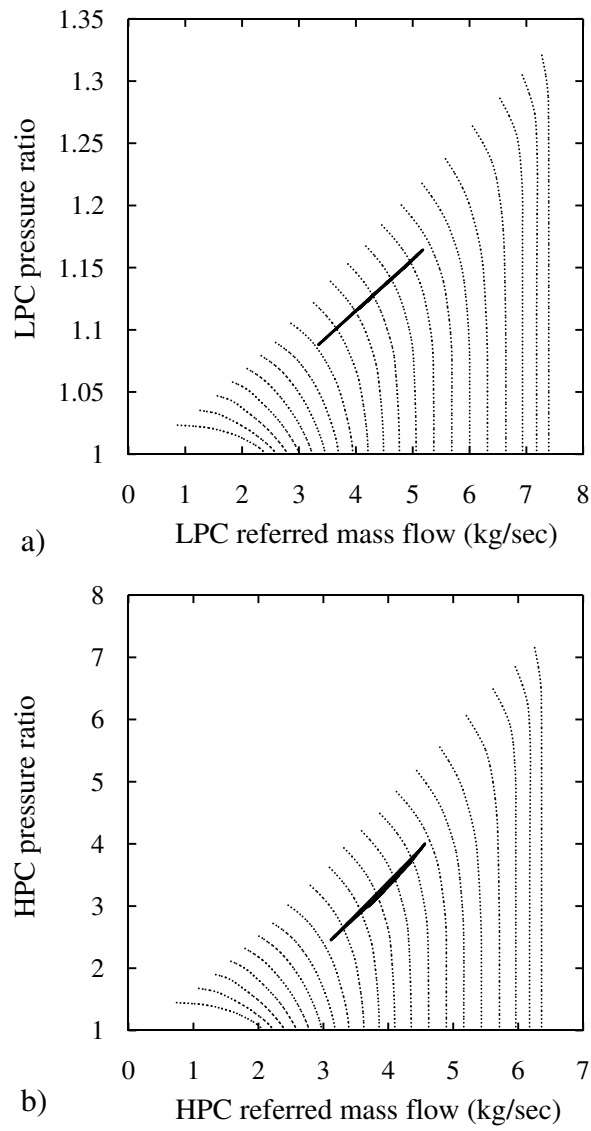 1.35
1.3
1.25
1.2
1.15
1.10
1.05
1
LPC pressure ratio
0 1 2 3 4 5 6 7 8
LPC referred mass flow (kg/sec)
a)
8
7
6
5
4
3
2
1
HPC pressure ratio
0 1 2 3 4 5 6 7
HPC referred mass flow (kg/sec)
b)